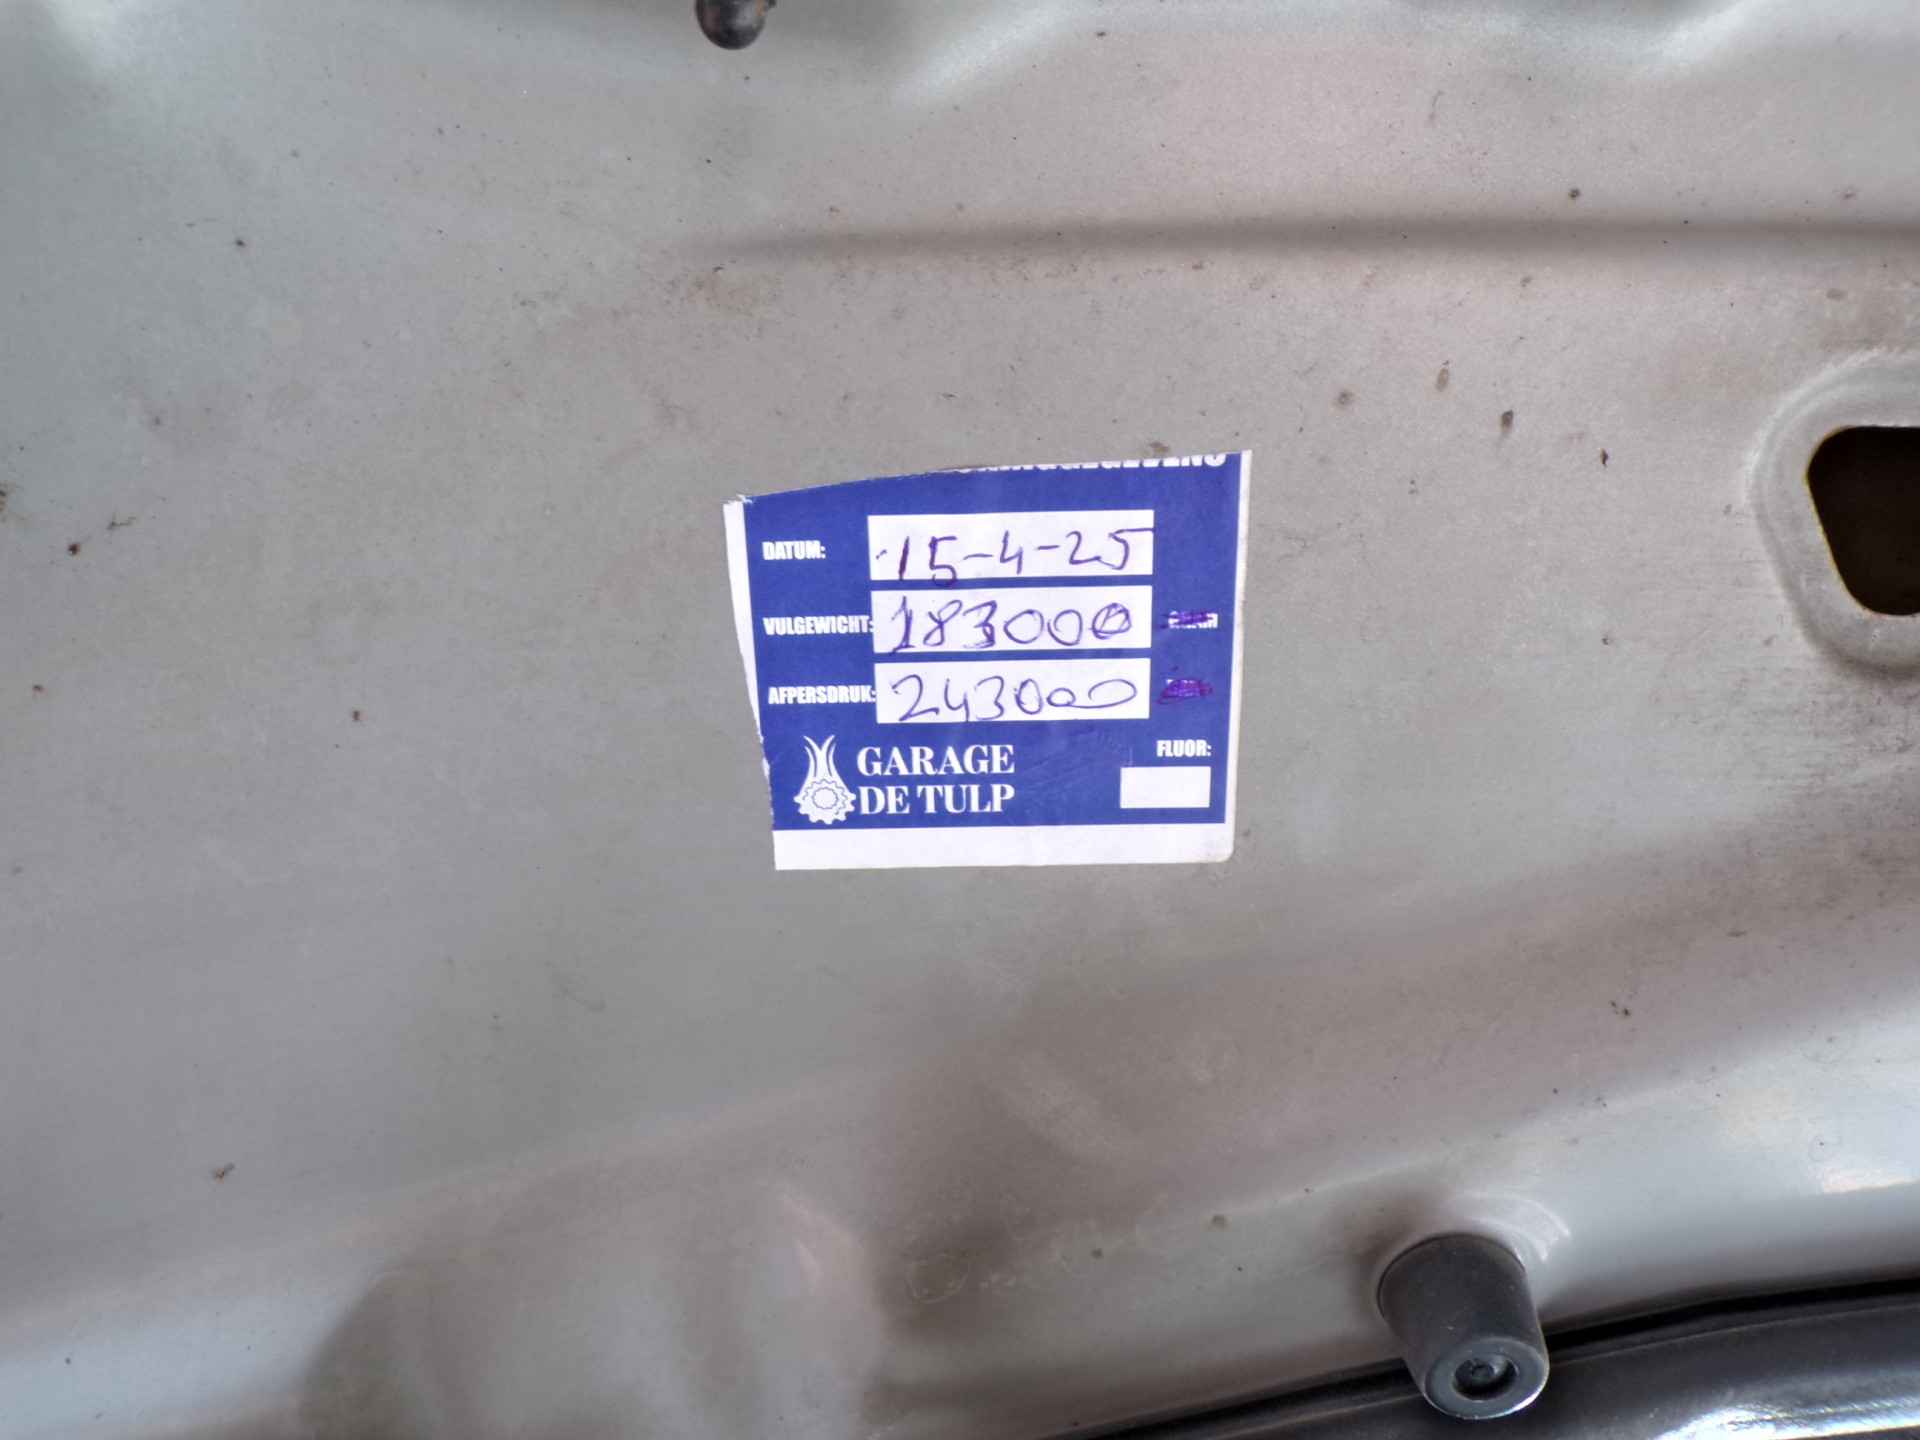 DATUM: 15-4-25
VULGEWICHT: 183000
AFPERSDRUK: 243000
FLUOR:
GARAGE
DE TULP